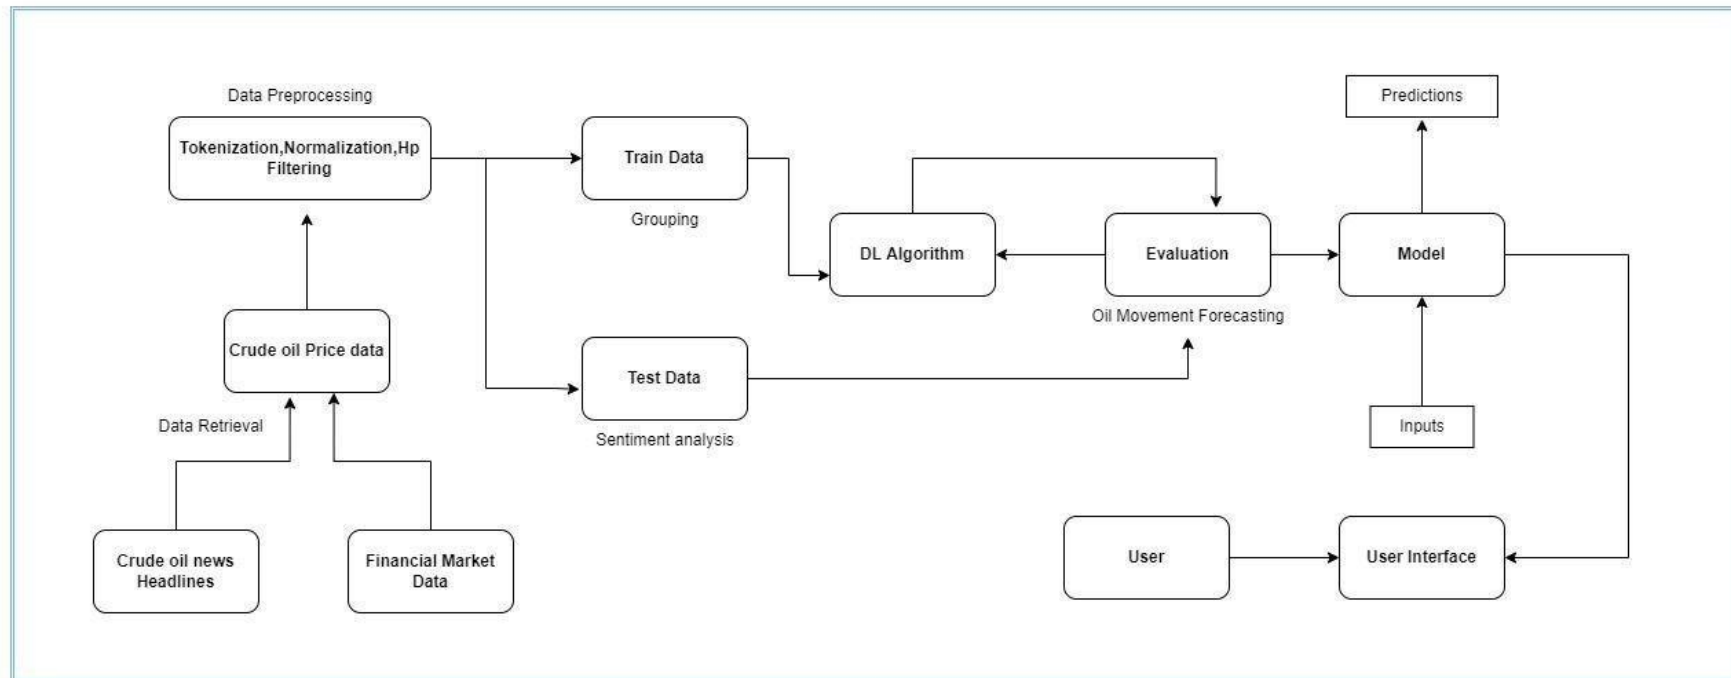 Data Preprocessing
Tokenization,Normalization,Hp
Filtering
Train Data
Grouping
Predictions
DL Algorithm
Evaluation
Model
Oil Movement Forecasting
Crude oil Price data
Test Data
Sentiment analysis
Data Retrieval
Inputs
Crude oil news
Headlines
Financial Market
Data
User
User Interface